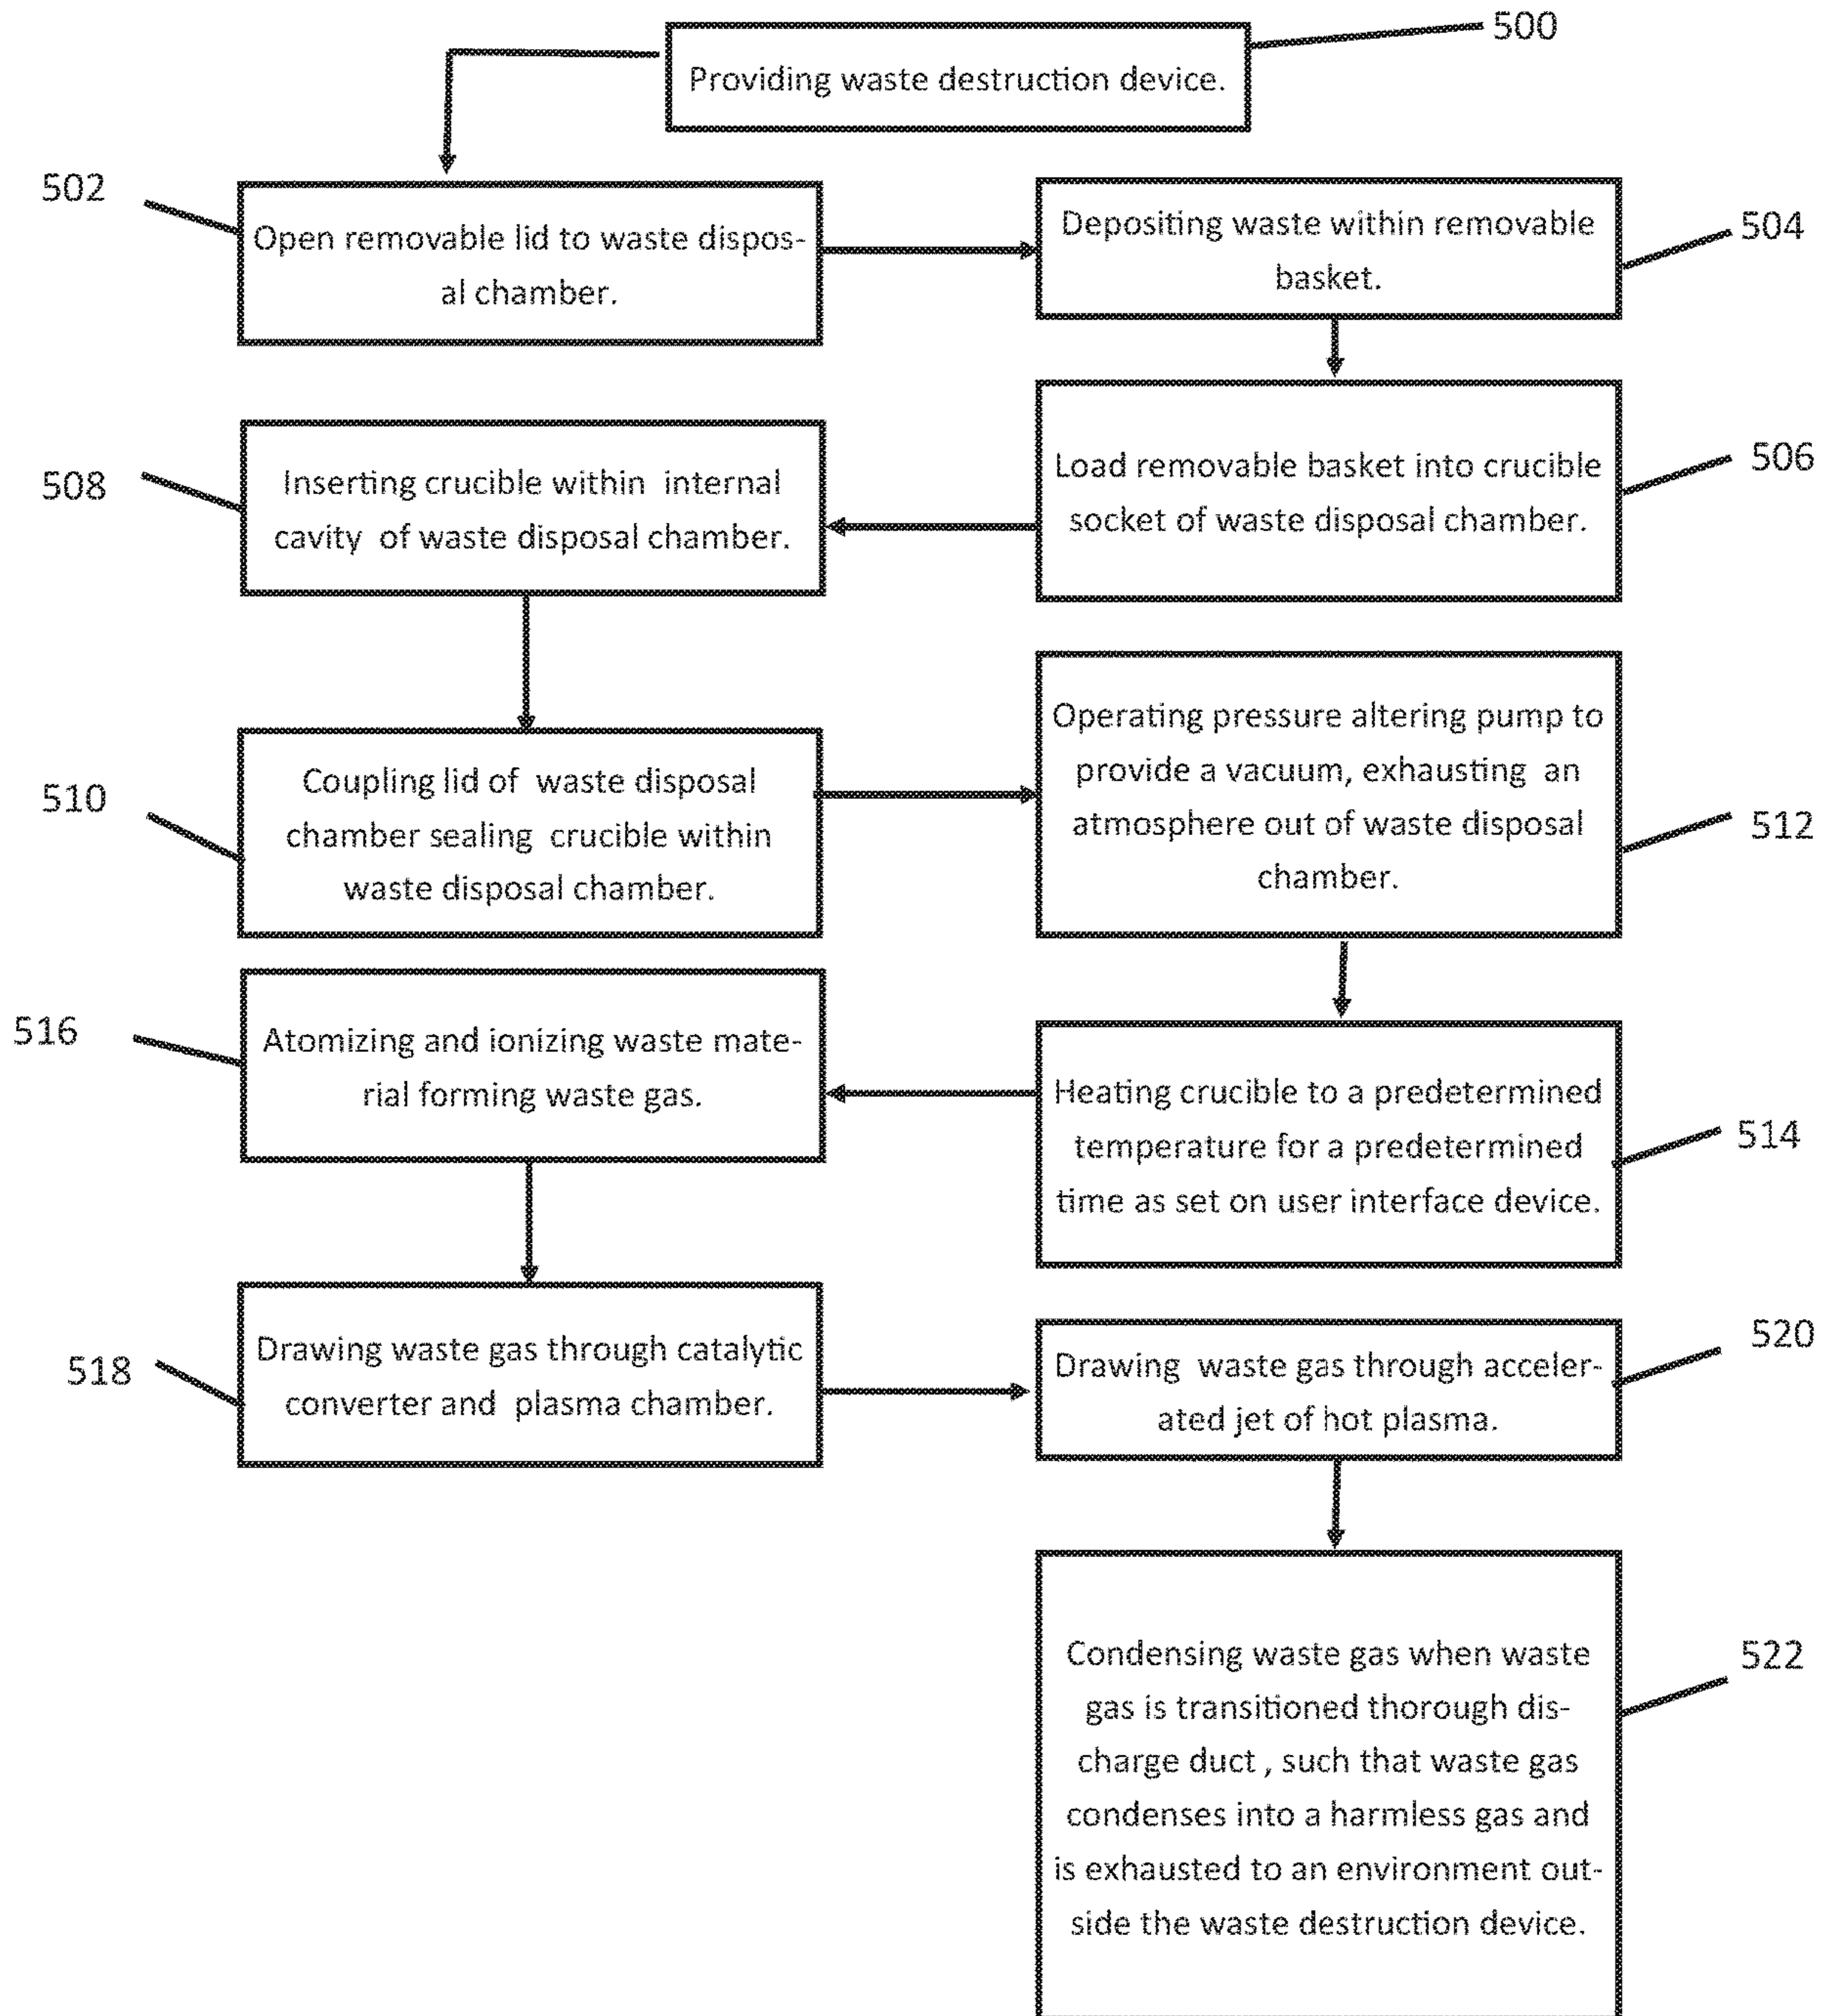 500
Providing waste destruction device.
502
Open removable lid to waste dispos-
al chamber.
Depositing waste within removable
basket.
504
Load removable basket into crucible
socket of waste disposal chamber.
506
508
Inserting crucible within internal
cavity of waste disposal chamber.
510
Coupling lid of waste disposal
chamber sealing crucible within
waste disposal chamber.
Operating pressure altering pump to
provide a vacuum, exhausting an
atmosphere out of waste disposal
chamber.
512
Heating crucible to a predetermined
temperature for a predetermined
time as set on user interface device.
514
516
Atomizing and ionizing waste mate-
rial forming waste gas.
518
Drawing waste gas through catalytic
converter and plasma chamber.
Drawing waste gas through acceler-
ated jet of hot plasma.
520
Condensing waste gas when waste
gas is transitioned thorough dis-
charge duct , such that waste gas
condenses into a harmless gas and
is exhausted to an environment out-
side the waste destruction device.
522